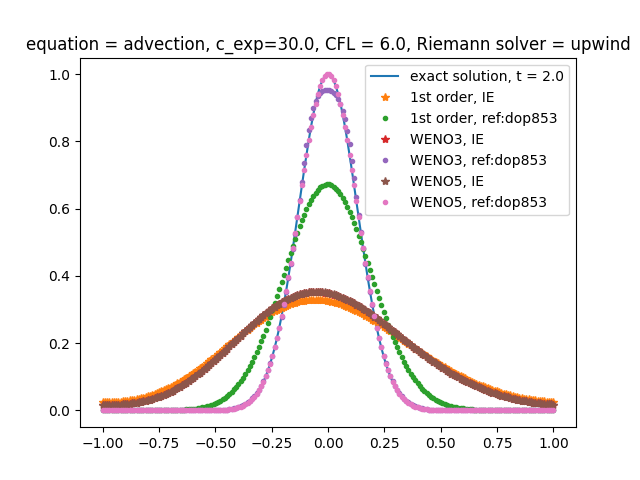 equation = advection, c_exp=30.0, CFL = 6.0, Riemann solver = upwind
exact solution, t = 2.0
1st order, IE
1st order, ref:dop853
WENO3, IE
WENO3, ref:dop853
WENO5, IE
WENO5, ref:dop853
1.0
0.8
0.6
0.4
0.2
0.0
−1.00 −0.75 −0.50 −0.25 0.00 0.25 0.50 0.75 1.00